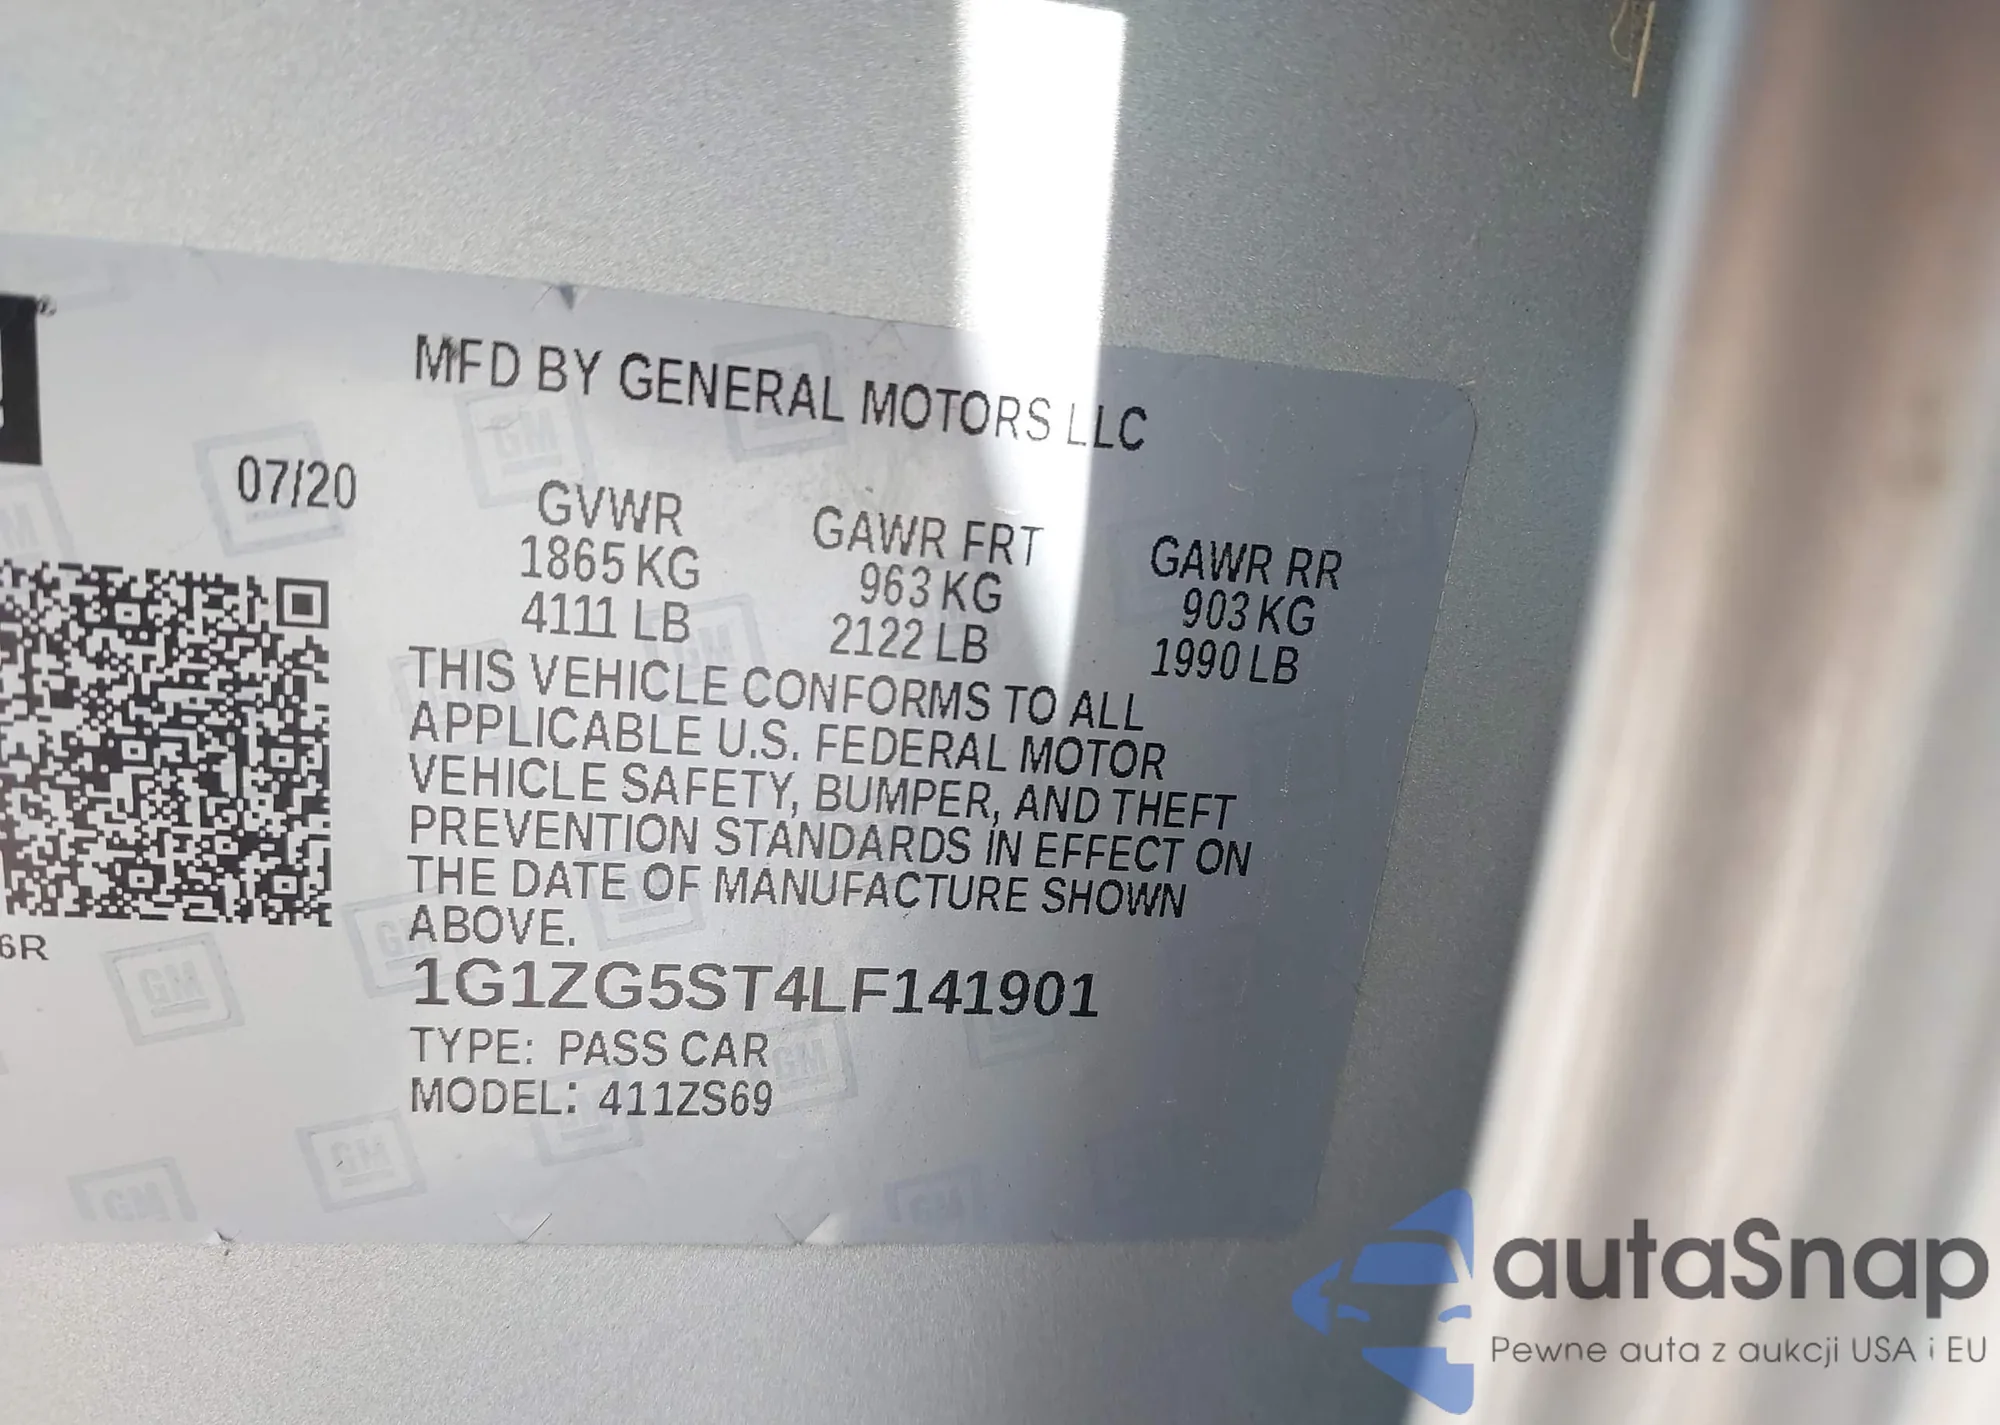 MFD BY GENERAL MOTORS LLC
07/20
GVWR GAWR FRT GAWR RR
1865 KG 963 KG 903 KG
4111 LB 2122 LB 1990 LB
THIS VEHICLE CONFORMS TO ALL
APPLICABLE U.S. FEDERAL MOTOR
VEHICLE SAFETY, BUMPER, AND THEFT
PREVENTION STANDARDS IN EFFECT ON
THE DATE OF MANUFACTURE SHOWN
ABOVE.
6R
1G1ZG5ST4LF141901
TYPE: PASS CAR
MODEL: 411ZS69
GM
autaSnap
Pewne auta z aukcji USA i EU